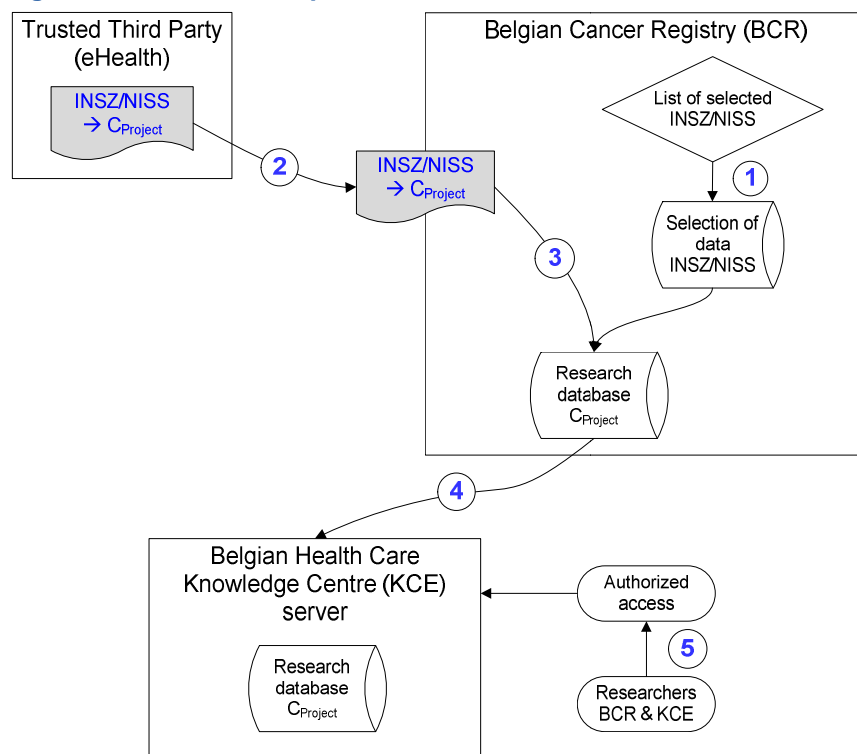 Trusted Third Party
(eHealth)
INSZ/NISS
→ CProject
2
INSZ/NISS
→ CProject
Belgian Cancer Registry (BCR)
List of selected
INSZ/NISS
1
Selection of
data
INSZ/NISS
3
Research
database
CProject
4
Belgian Health Care
Knowledge Centre (KCE)
server
Research
database
CProject
Authorized
access
5
Researchers
BCR & KCE